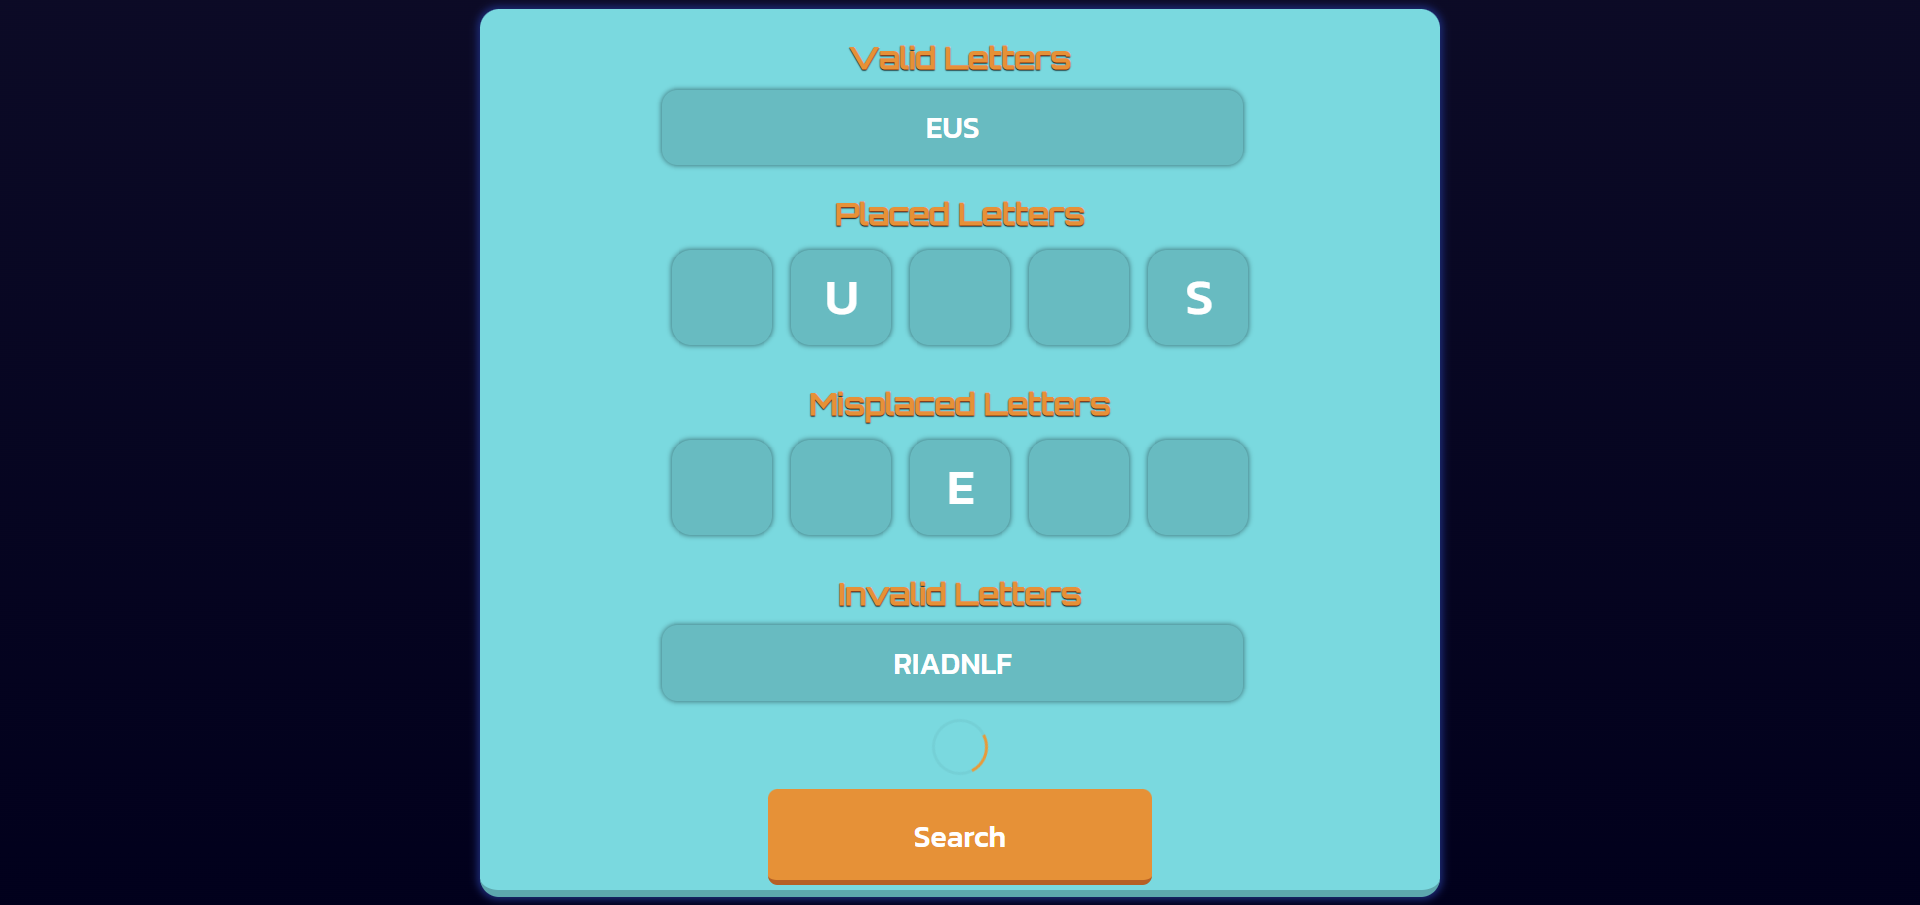 Valid Letters
EUS
Placed Letters
U S
Misplaced Letters
E
Invalid Letters
RIADNLF
Search